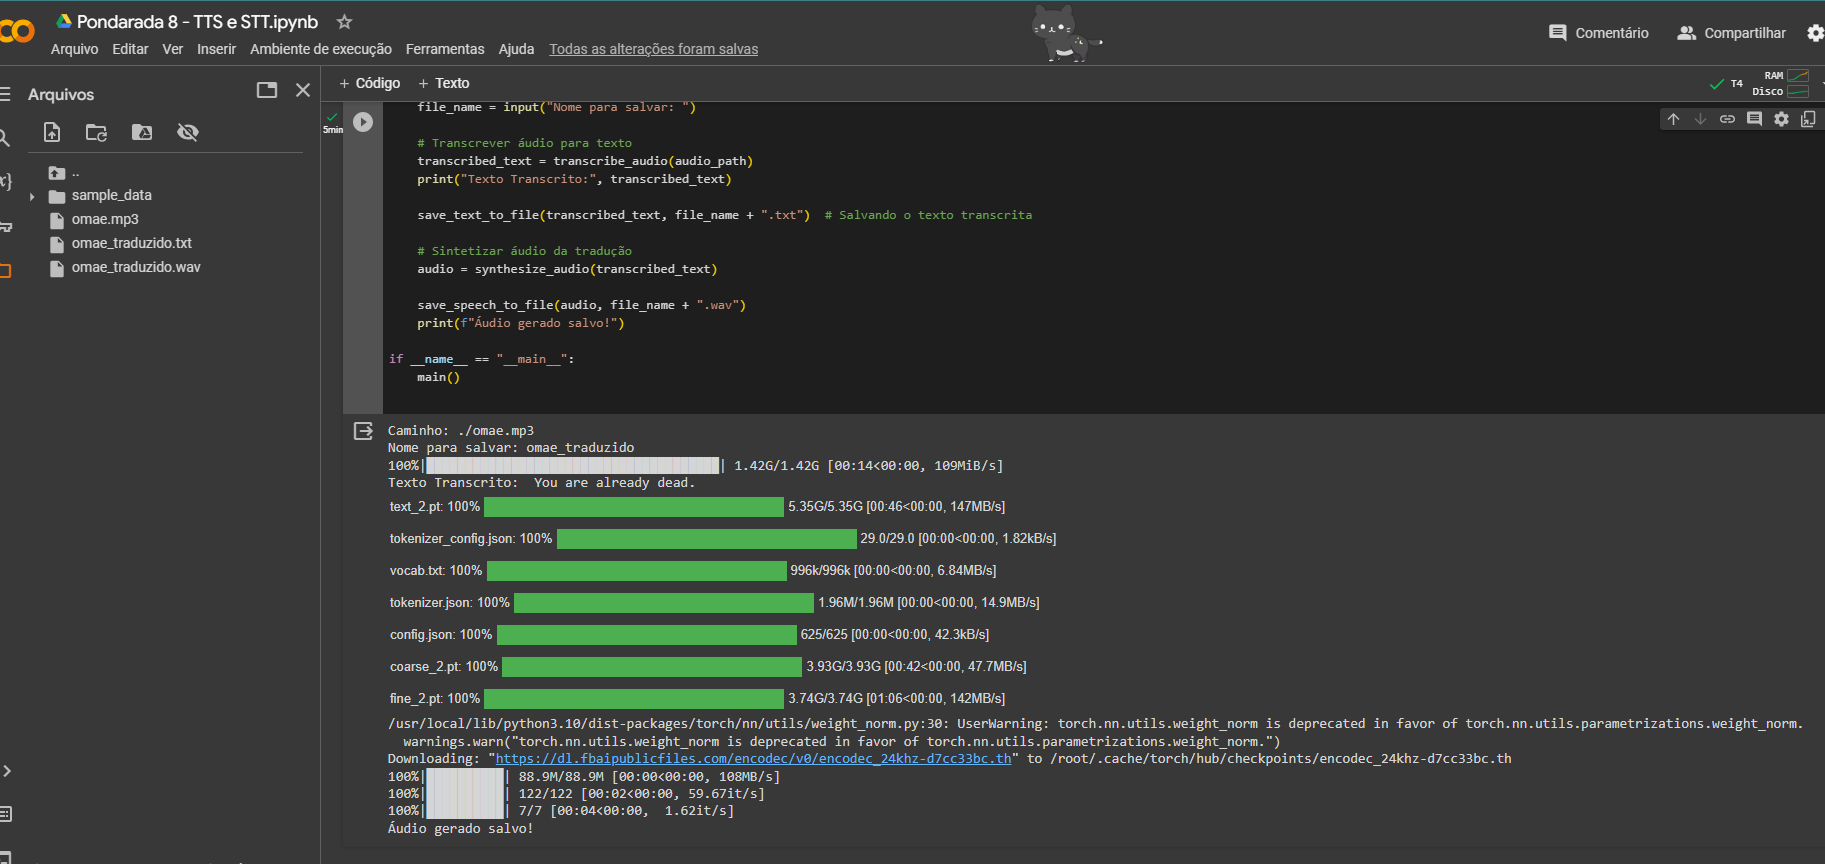 Pondarada 8 - TTS e STT.ipynb
Arquivo Editar Ver Inserir Ambiente de execução Ferramentas Ajuda Todas as alterações foram salvas
Comentário Compartilhar
Arquivos
+ Código + Texto
T4 RAM
Disco
..
sample_data
omae.mp3
omae_traduzido.txt
omae_traduzido.wav
5min
file_name = input("Nome para salvar: ")
# Transcrever áudio para texto
transcribed_text = transcribe_audio(audio_path)
print("Texto Transcrito:", transcribed_text)
save_text_to_file(transcribed_text, file_name + ".txt")  # Salvando o texto transcrita
# Sintetizar áudio da tradução
audio = synthesize_audio(transcribed_text)
save_speech_to_file(audio, file_name + ".wav")
print(f"Áudio gerado salvo!")
if __name__ == "__main__":
main()
Caminho: ./omae.mp3
Nome para salvar: omae_traduzido
100%| | 1.42G/1.42G [00:14<00:00, 109MiB/s]
Texto Transcrito:  You are already dead.
text_2.pt: 100% 5.35G/5.35G [00:46<00:00, 147MB/s]
tokenizer_config.json: 100% 29.0/29.0 [00:00<00:00, 1.82kB/s]
vocab.txt: 100% 996k/996k [00:00<00:00, 6.84MB/s]
tokenizer.json: 100% 1.96M/1.96M [00:00<00:00, 14.9MB/s]
config.json: 100% 625/625 [00:00<00:00, 42.3kB/s]
coarse_2.pt: 100% 3.93G/3.93G [00:42<00:00, 47.7MB/s]
fine_2.pt: 100% 3.74G/3.74G [01:06<00:00, 142MB/s]
/usr/local/lib/python3.10/dist-packages/torch/nn/utils/weight_norm.py:30: UserWarning: torch.nn.utils.weight_norm is deprecated in favor of torch.nn.utils.parametrizations.weight_norm.
warnings.warn("torch.nn.utils.weight_norm is deprecated in favor of torch.nn.utils.parametrizations.weight_norm.")
Downloading: "https://dl.fbaipublicfiles.com/encodec/v0/encodec_24khz-d7cc33bc.th" to /root/.cache/torch/hub/checkpoints/encodec_24khz-d7cc33bc.th
100%| | 88.9M/88.9M [00:00<00:00, 108MB/s]
100%| | 122/122 [00:02<00:00, 59.67it/s]
100%| | 7/7 [00:04<00:00,  1.62it/s]
Áudio gerado salvo!